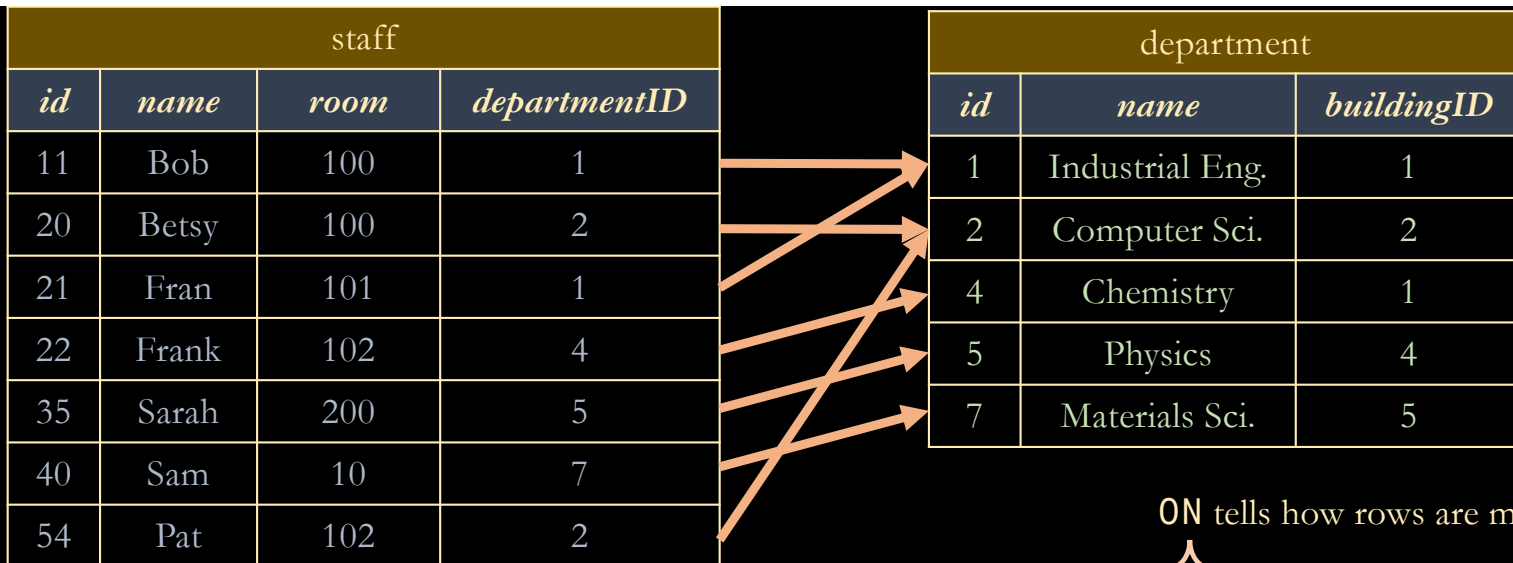 staff
id name room departmentID
11 Bob 100 1
20 Betsy 100 2
21 Fran 101 1
22 Frank 102 4
35 Sarah 200 5
40 Sam 10 7
54 Pat 102 2
department
id name buildingID
1 Industrial Eng. 1
2 Computer Sci. 2
4 Chemistry 1
5 Physics 4
7 Materials Sci. 5
ON tells how rows are m